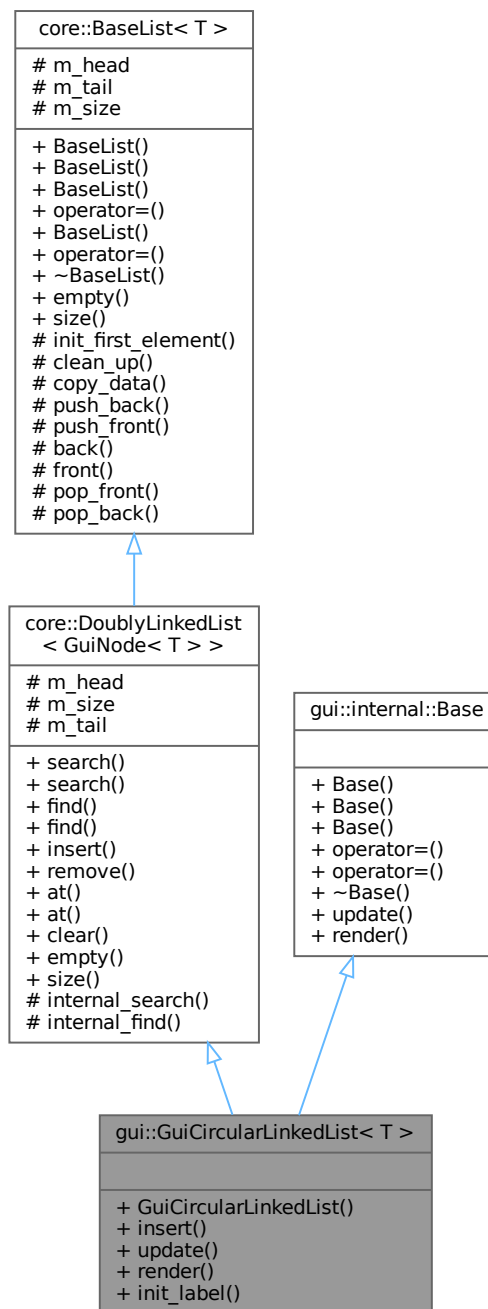 core::BaseList< T >
# m_head
# m_tail
# m_size
+ BaseList()
+ BaseList()
+ BaseList()
+ operator=()
+ BaseList()
+ operator=()
+ ~BaseList()
+ empty()
+ size()
# init_first_element()
# clean_up()
# copy_data()
# push_back()
# push_front()
# back()
# front()
# pop_front()
# pop_back()
core::DoublyLinkedList
< GuiNode< T > >
# m_head
# m_size
# m_tail
+ search()
+ search()
+ find()
+ find()
+ insert()
+ remove()
+ at()
+ at()
+ clear()
+ empty()
+ size()
# internal_search()
# internal_find()
gui::internal::Base
+ Base()
+ Base()
+ Base()
+ operator=()
+ operator=()
+ ~Base()
+ update()
+ render()
gui::GuiCircularLinkedList< T >
+ GuiCircularLinkedList()
+ insert()
+ update()
+ render()
+ init_label()